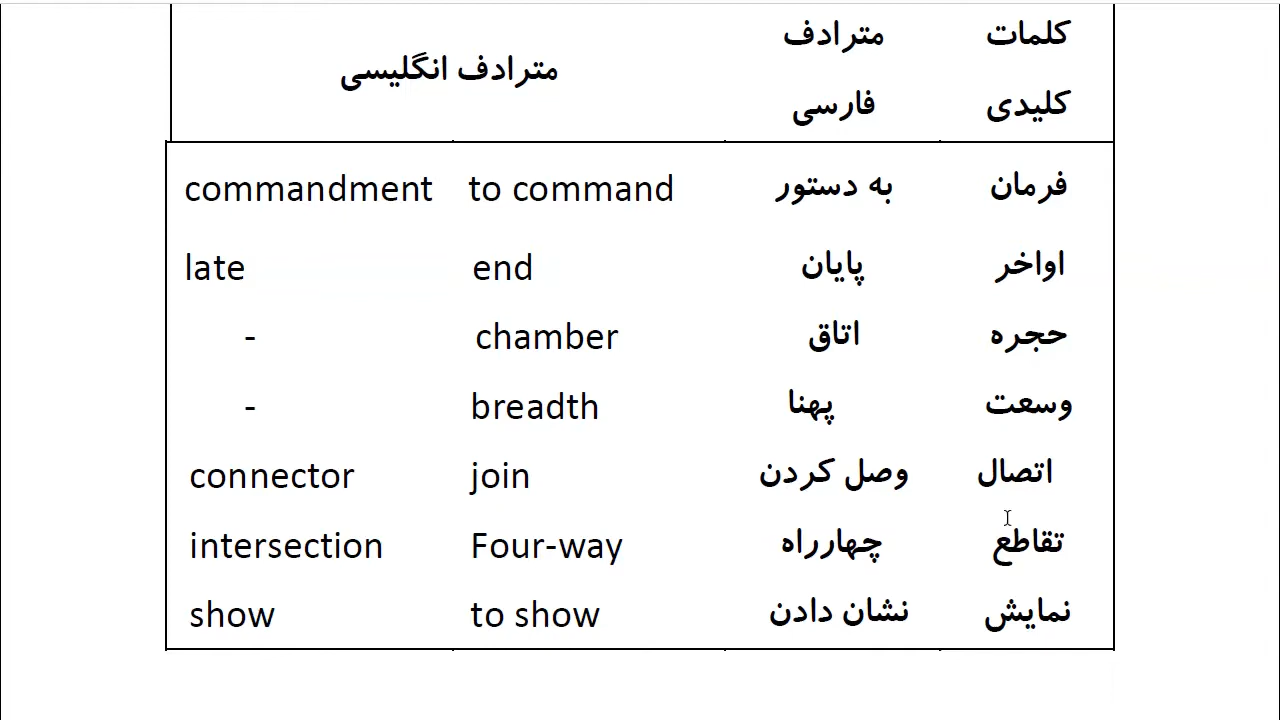 کلمات مترادف
مترادف انگلیسی
کلیدی فارسی
فرمان به دستور to command commandment
اواخر پایان end late
حجره اتاق chamber -
وسعت پهنا breadth -
اتصال وصل کردن join connector
تقاطع چهارراه Four-way intersection
نمایش نشان دادن to show show